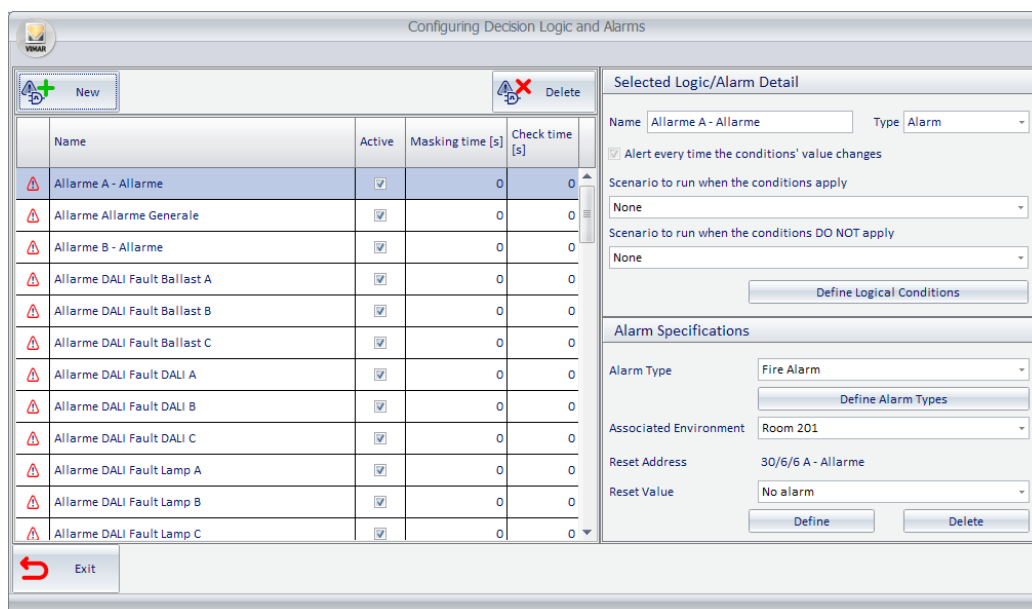 Configuring Decision Logic and Alarms
VIMAR
New
Delete
Name Active Masking time [s] Check time [s]
Allarme A - Allarme 0 0
Allarme Allarme Generale 0 0
Allarme B - Allarme 0 0
Allarme DALI Fault Ballast A 0 0
Allarme DALI Fault Ballast B 0 0
Allarme DALI Fault Ballast C 0 0
Allarme DALI Fault DALI A 0 0
Allarme DALI Fault DALI B 0 0
Allarme DALI Fault DALI C 0 0
Allarme DALI Fault Lamp A 0 0
Allarme DALI Fault Lamp B 0 0
Allarme DALI Fault Lamp C 0 0
Exit
Selected Logic/Alarm Detail
Name Allarme A - Allarme Type Alarm
Alert every time the conditions' value changes
Scenario to run when the conditions apply
None
Scenario to run when the conditions DO NOT apply
None
Define Logical Conditions
Alarm Specifications
Alarm Type Fire Alarm
Define Alarm Types
Associated Environment Room 201
Reset Address 30/6/6 A - Allarme
Reset Value No alarm
Define Delete